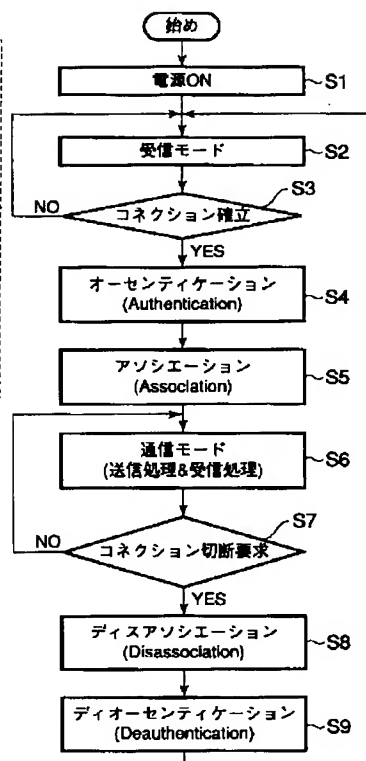 始め
電源ON
S1
受信モード
S2
S3
コネクション確立
NO
YES
オーセンティケーション
(Authentication)
S4
アソシエーション
(Association)
S5
通信モード
(送信処理&受信処理)
S6
S7
コネクション切断要求
NO
YES
ディスアソシエーション
(Disassociation)
S8
ディオーセンティケーション
(Deauthentication)
S9